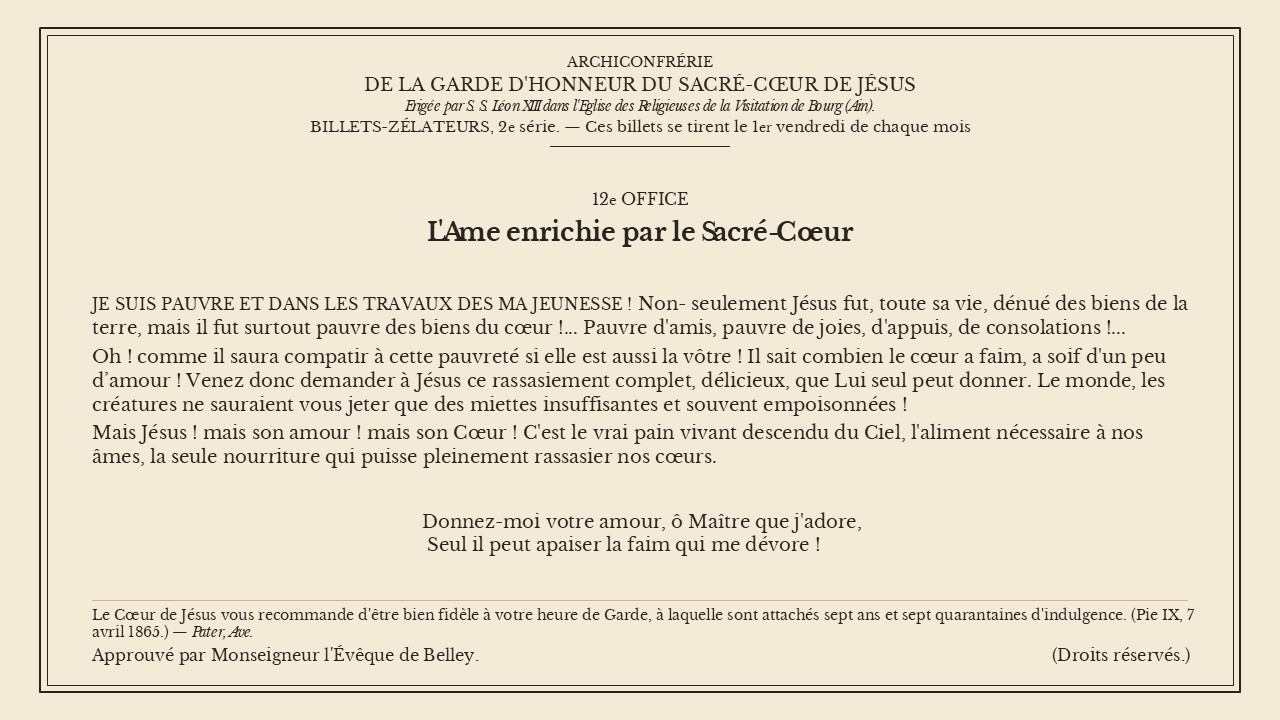 ARCHICONFRÉRIE
DE LA GARDE D'HONNEUR DU SACRÉ-CŒUR DE JÉSUS
Erigée par S. S. Léon XIII dans l'Eglise des Religieuses de la Visitation de Bourg (Ain).
BILLETS-ZÉLATEURS, 2e série. — Ces billets se tirent le 1er vendredi de chaque mois
12e OFFICE
L'Ame enrichie par le Sacré-Cœur
JE SUIS PAUVRE ET DANS LES TRAVAUX DES MA JEUNESSE ! Non- seulement Jésus fut, toute sa vie, dénué des biens de la
terre, mais il fut surtout pauvre des biens du cœur !... Pauvre d'amis, pauvre de joies, d'appuis, de consolations !...
Oh ! comme il saura compatir à cette pauvreté si elle est aussi la vôtre ! Il sait combien le cœur a faim, a soif d'un peu
d’amour ! Venez donc demander à Jésus ce rassasiement complet, délicieux, que Lui seul peut donner. Le monde, les
créatures ne sauraient vous jeter que des miettes insuffisantes et souvent empoisonnées !
Mais Jésus ! mais son amour ! mais son Cœur ! C'est le vrai pain vivant descendu du Ciel, l'aliment nécessaire à nos
âmes, la seule nourriture qui puisse pleinement rassasier nos cœurs.
Donnez-moi votre amour, ô Maître que j'adore,
Seul il peut apaiser la faim qui me dévore !
Le Cœur de Jésus vous recommande d'être bien fidèle à votre heure de Garde, à laquelle sont attachés sept ans et sept quarantaines d'indulgence. (Pie IX, 7
avril 1865.) — Pater, Ave.
Approuvé par Monseigneur l'Évêque de Belley. (Droits réservés.)